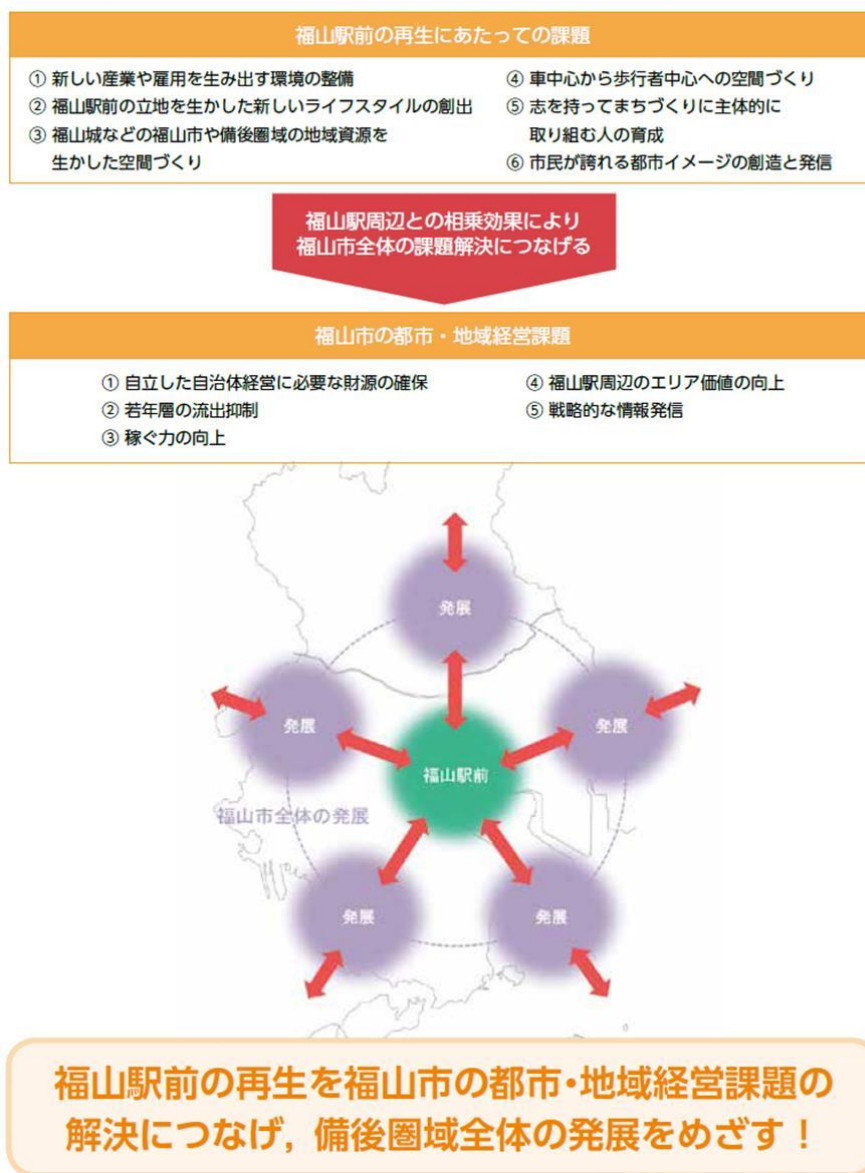 福山駅前の再生にあたっての課題
① 新しい産業や雇用を生み出す環境の整備
② 福山駅前の立地を生かした新しいライフスタイルの創出
③ 福山城などの福山市や備後圏域の地域資源を
生かした空間づくり
④ 車中心から歩行者中心への空間づくり
⑤ 志を持ってまちづくりに主体的に
取り組む人の育成
⑥ 市民が誇れる都市イメージの創造と発信
福山駅周辺との相乗効果により
福山市全体の課題解決につなげる
福山市の都市・地域経営課題
① 自立した自治体経営に必要な財源の確保
② 若年層の流出抑制
③ 稼ぐ力の向上
④ 福山駅周辺のエリア価値の向上
⑤ 戦略的な情報発信
発展
発展
発展
福山駅前
福山市全体の発展
発展
発展
福山駅前の再生を福山市の都市・地域経営課題の
解決につなげ，備後圏域全体の発展をめざす！